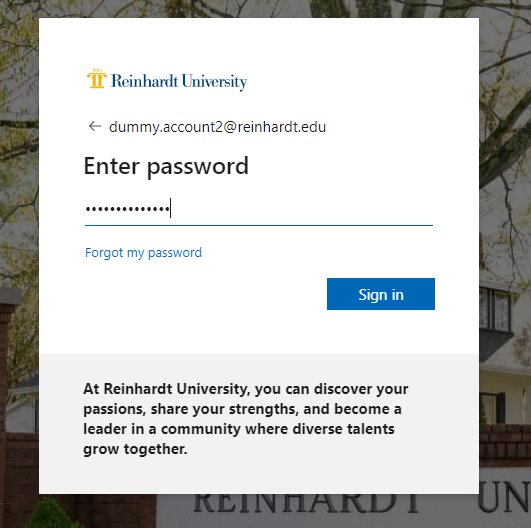 Reinhardt University
dummy.account2@reinhardt.edu
Enter password
••••••••••••••
Forgot my password
Sign in
At Reinhardt University, you can discover your
passions, share your strengths, and become a
leader in a community where diverse talents
grow together.
REINHARDT UN